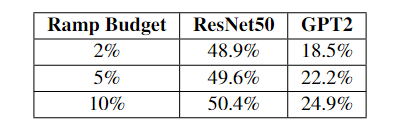 Ramp Budget ResNet50 GPT2
2% 48.9% 18.5%
5% 49.6% 22.2%
10% 50.4% 24.9%